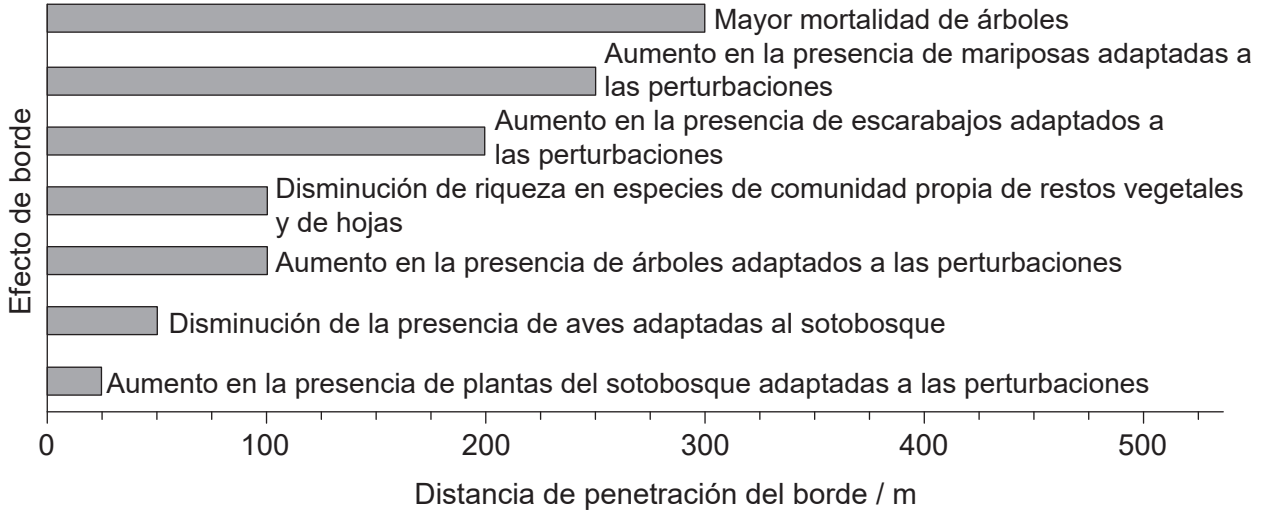 Mayor mortalidad de árboles
Aumento en la presencia de mariposas adaptadas a
las perturbaciones
Aumento en la presencia de escarabajos adaptados a
las perturbaciones
Disminución de riqueza en especies de comunidad propia de restos vegetales
y de hojas
Aumento en la presencia de árboles adaptados a las perturbaciones
Disminución de la presencia de aves adaptadas al sotobosque
Aumento en la presencia de plantas del sotobosque adaptadas a las perturbaciones
Efecto de borde
0 100 200 300 400 500
Distancia de penetración del borde / m